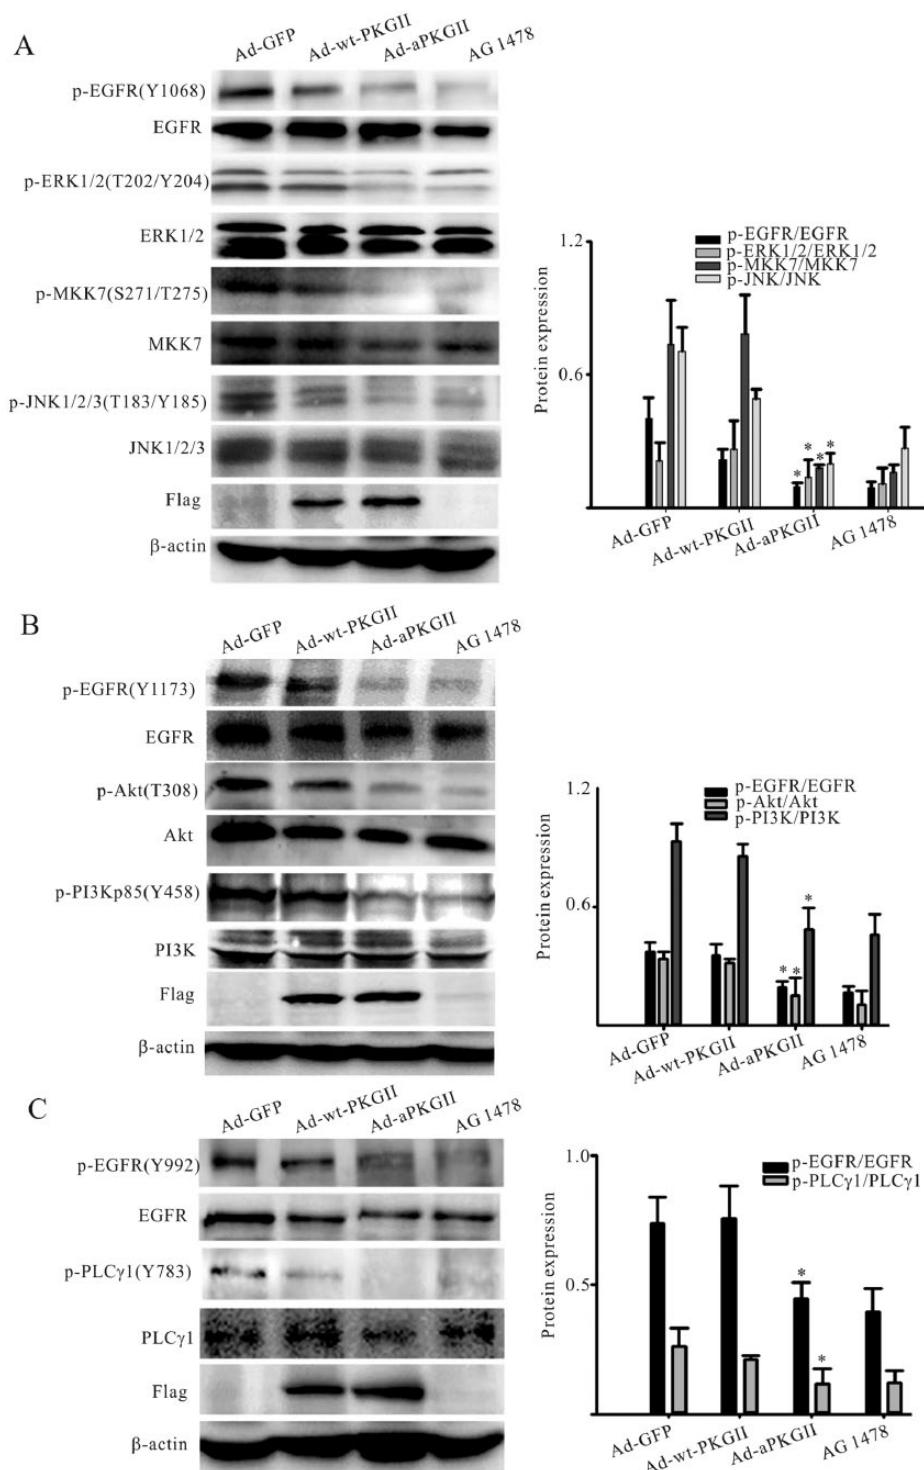 A
Ad-GFP
Ad-wt-PKGII
Ad-aPKGII
AG 1478
p-EGFR(Y1068)
EGFR
p-ERK1/2(T202/Y204)
ERK1/2
p-MKK7(S271/T275)
MKK7
p-JNK1/2/3(T183/Y185)
JNK1/2/3
Flag
β-actin
Protein expression
1.2
0.6
p-EGFR/EGFR
p-ERK1/2/ERK1/2
p-MKK7/MKK7
p-JNK/JNK
* * * *
Ad-GFP
Ad-wt-PKGII
Ad-aPKGII
AG 1478
B
Ad-GFP
Ad-wt-PKGII
Ad-aPKGII
AG 1478
p-EGFR(Y1173)
EGFR
p-Akt(T308)
Akt
p-PI3Kp85(Y458)
PI3K
Flag
β-actin
Protein expression
1.2
0.6
p-EGFR/EGFR
p-Akt/Akt
p-PI3K/PI3K
* * *
Ad-GFP
Ad-wt-PKGII
Ad-aPKGII
AG 1478
C
Ad-GFP
Ad-wt-PKGII
Ad-aPKGII
AG 1478
p-EGFR(Y992)
EGFR
p-PLCγ1(Y783)
PLCγ1
Flag
β-actin
Protein expression
1.0
0.5
p-EGFR/EGFR
p-PLCγ1/PLCγ1
* *
Ad-GFP
Ad-wt-PKGII
Ad-aPKGII
AG 1478